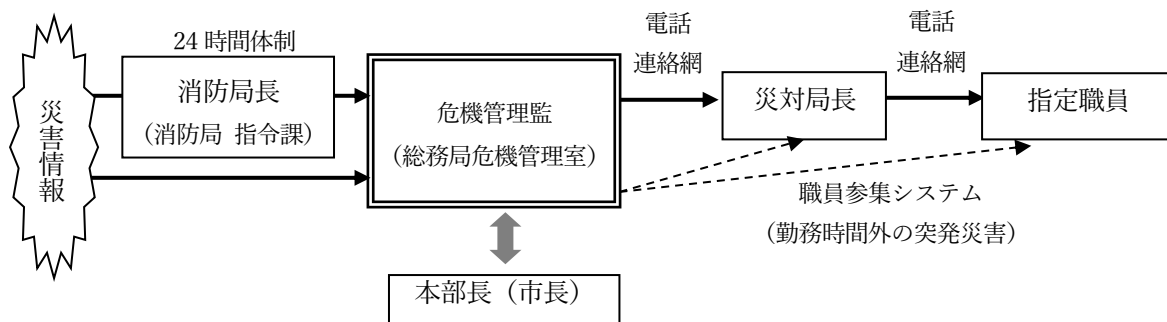 災害情報
24 時間体制
消防局長
（消防局 指令課）
危機管理監
（総務局危機管理室）
本部長（市長）
電話
連絡網
災対局長
電話
連絡網
指定職員
職員参集システム
（勤務時間外の突発災害）